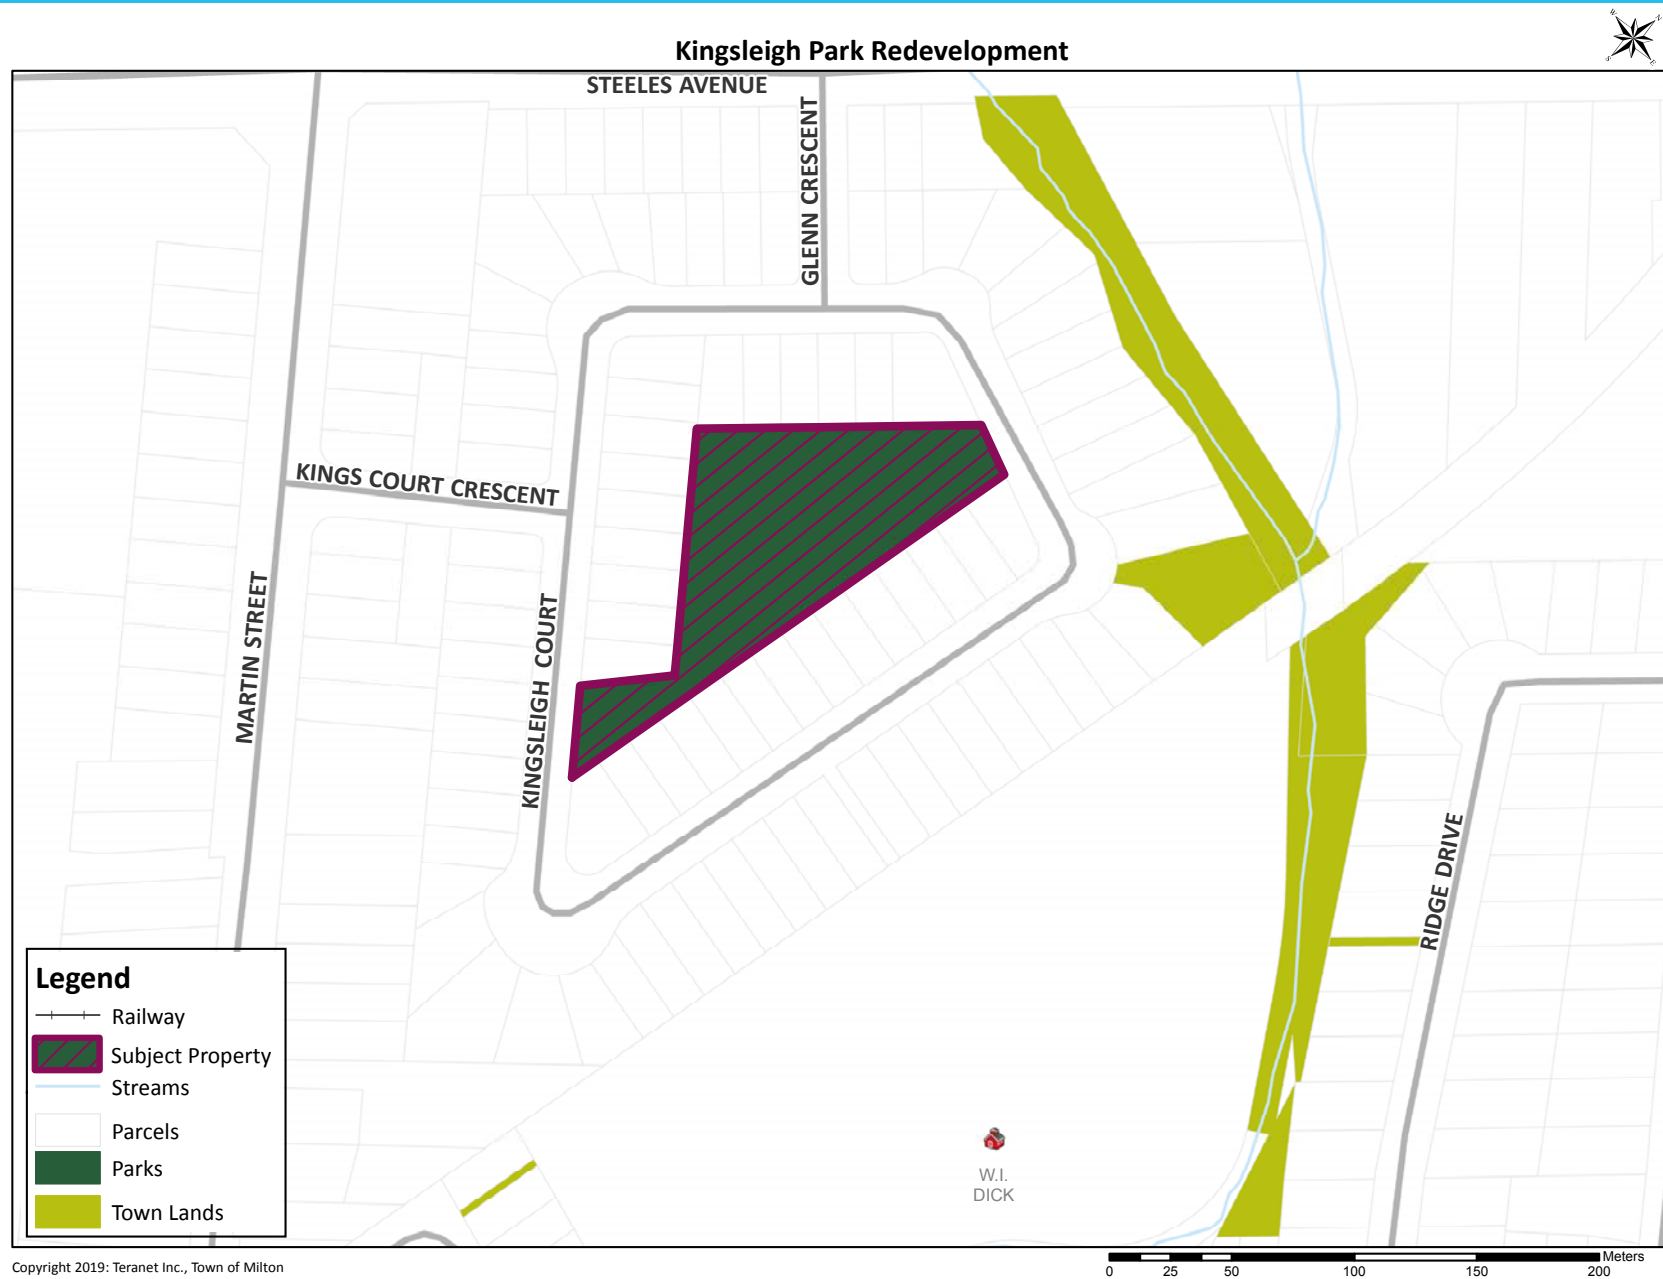 Kingsleigh Park Redevelopment
W
N
S
E
STEELES AVENUE
GLENN CRESCENT
KINGS COURT CRESCENT
MARTIN STREET
KINGSLEIGH COURT
RIDGE DRIVE
Legend
Railway
Subject Property
Streams
Parcels
Parks
Town Lands
W.I.
DICK
Copyright 2019: Teranet Inc., Town of Milton
Meters
0 25 50 100 150 200